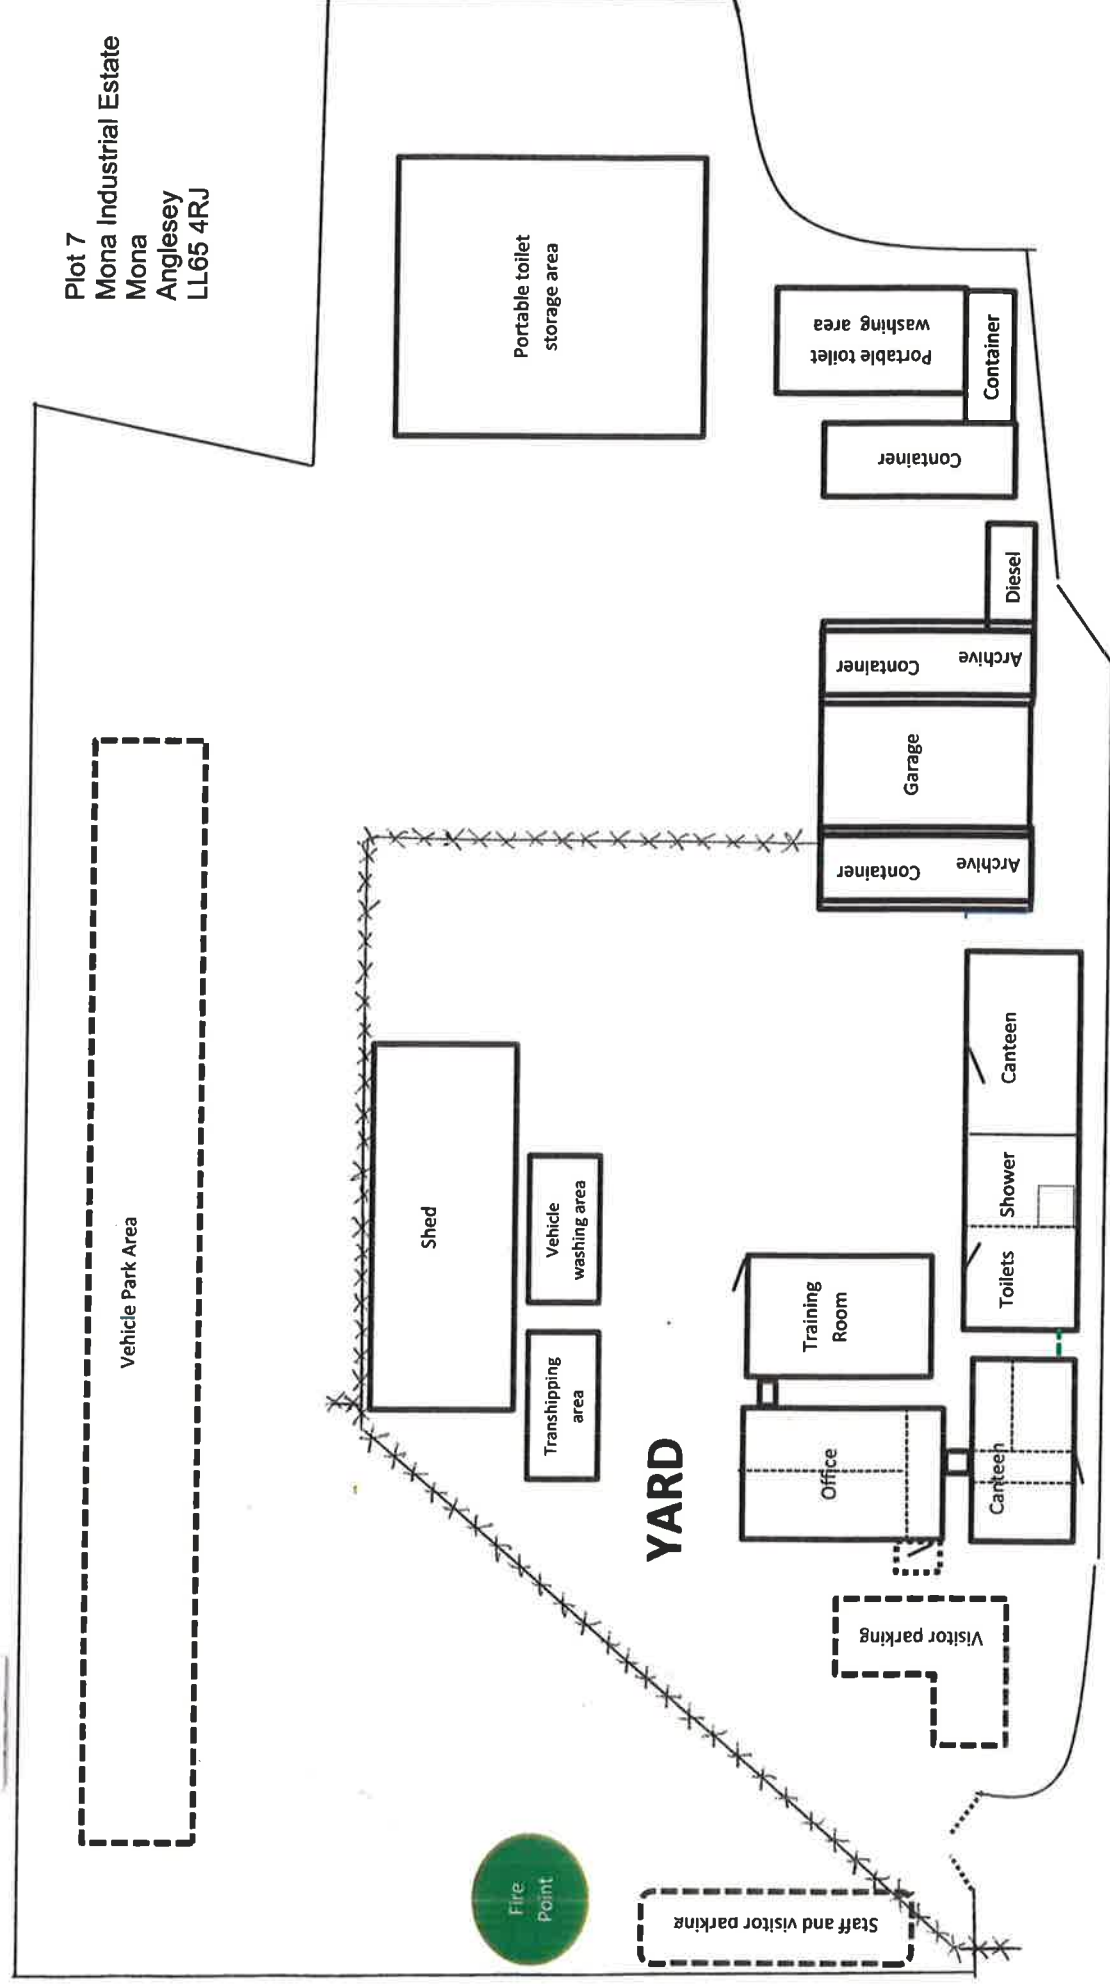 Plot 7
Mona Industrial Estate
Mona
Anglesey
LL65 4RJ
Vehicle Park Area
Portable toilet
storage area
Portable toilet
washing area
Container
Container
Diesel
Container
Archive
Garage
Container
Archive
Shed
Vehicle
washing area
Transhipping
area
YARD
Training
Room
Office
Canteen
Shower
Toilets
Canteen
Visitor parking
Staff and visitor parking
Fire
Point